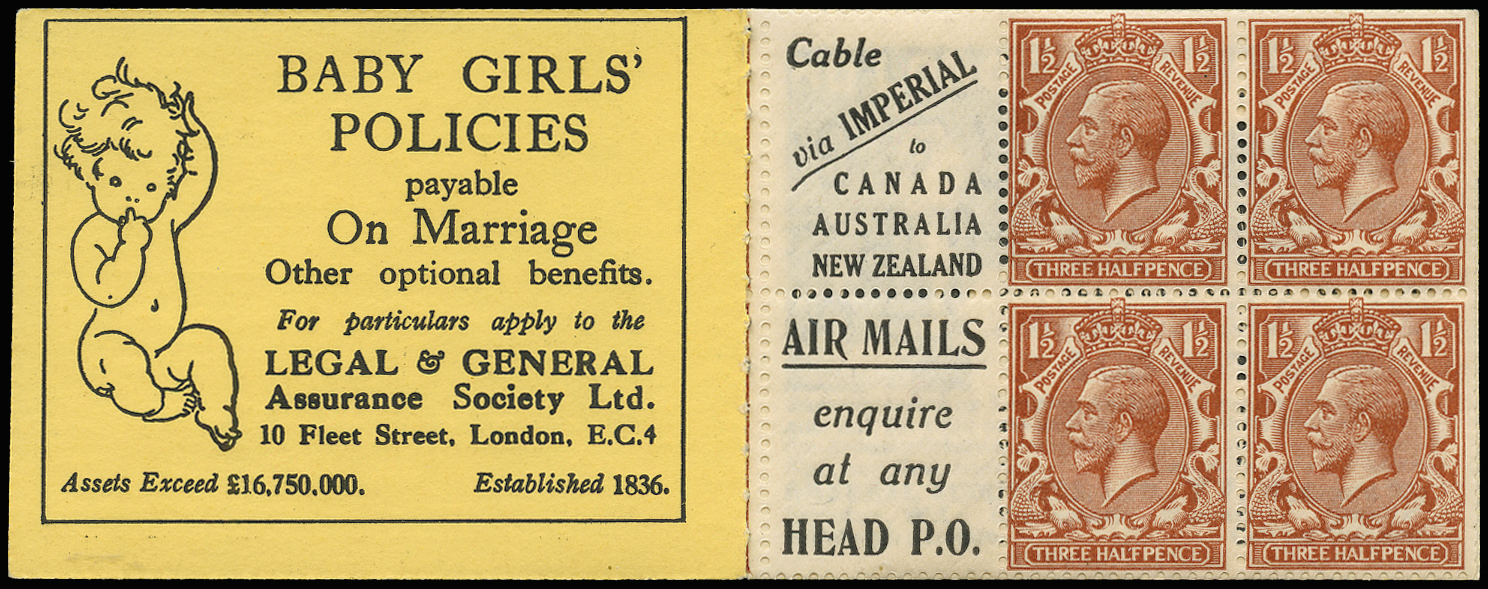 BABY GIRLS'
POLICIES
payable
On Marriage
Other optional benefits.
For particulars apply to the
LEGAL & GENERAL
Assurance Society Ltd.
10 Fleet Street, London, E.C.4
Assets Exceed £16,750,000. Established 1836.
Cable
via IMPERIAL
to
CANADA
AUSTRALIA
NEW ZEALAND
AIR MAILS
enquire
at any
HEAD P.O.
1½ 1½
POSTAGE REVENUE
THREE HALFPENCE
1½ 1½
POSTAGE REVENUE
THREE HALFPENCE
1½ 1½
POSTAGE REVENUE
THREE HALFPENCE
1½ 1½
POSTAGE REVENUE
THREE HALFPENCE